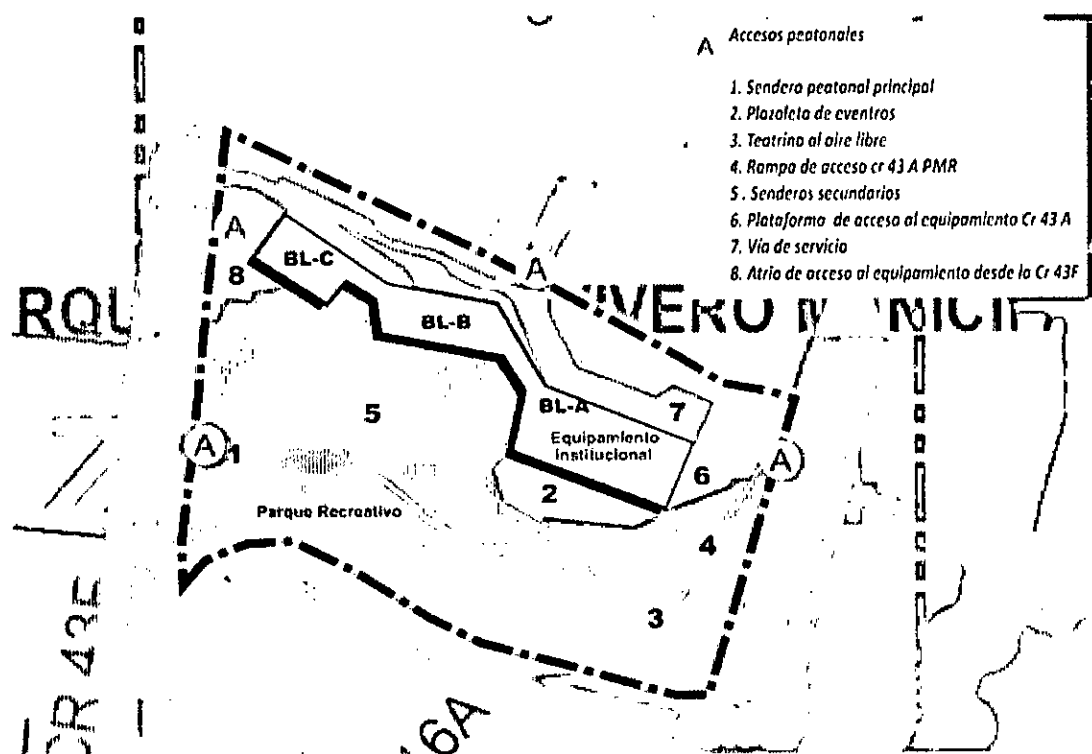 A Accesos peatonales
1. Sendero peatonal principal
2. Plazoleta de eventros
3. Teatrino al aire libre
4. Rampa de acceso cr 43 A PMR
5. Senderos secundarios
6. Plataforma de acceso al equipamiento Cr 43 A
7. Vía de servicio
8. Atrio de acceso al equipamiento desde la Cr 43F
A
BL-C
A
8
BL-B
BL-A
7
5
Equipamiento
institucional
A
1
A
6
2
Parque Recreativo
4
3
CR 43F
6A